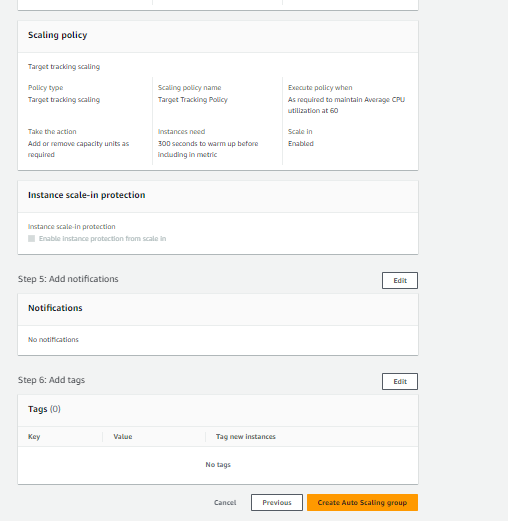 Scaling policy
Target tracking scaling
Policy type
Target tracking scaling
Scaling policy name
Target Tracking Policy
Execute policy when
As required to maintain Average CPU
utilization at 60
Take the action
Add or remove capacity units as
required
Instances need
300 seconds to warm up before
including in metric
Scale in
Enabled
Instance scale-in protection
Instance scale-in protection
Enable instance protection from scale in
Step 5: Add notifications
Edit
Notifications
No notifications
Step 6: Add tags
Edit
Tags (0)
Key Value Tag new instances
No tags
Cancel Previous Create Auto Scaling group